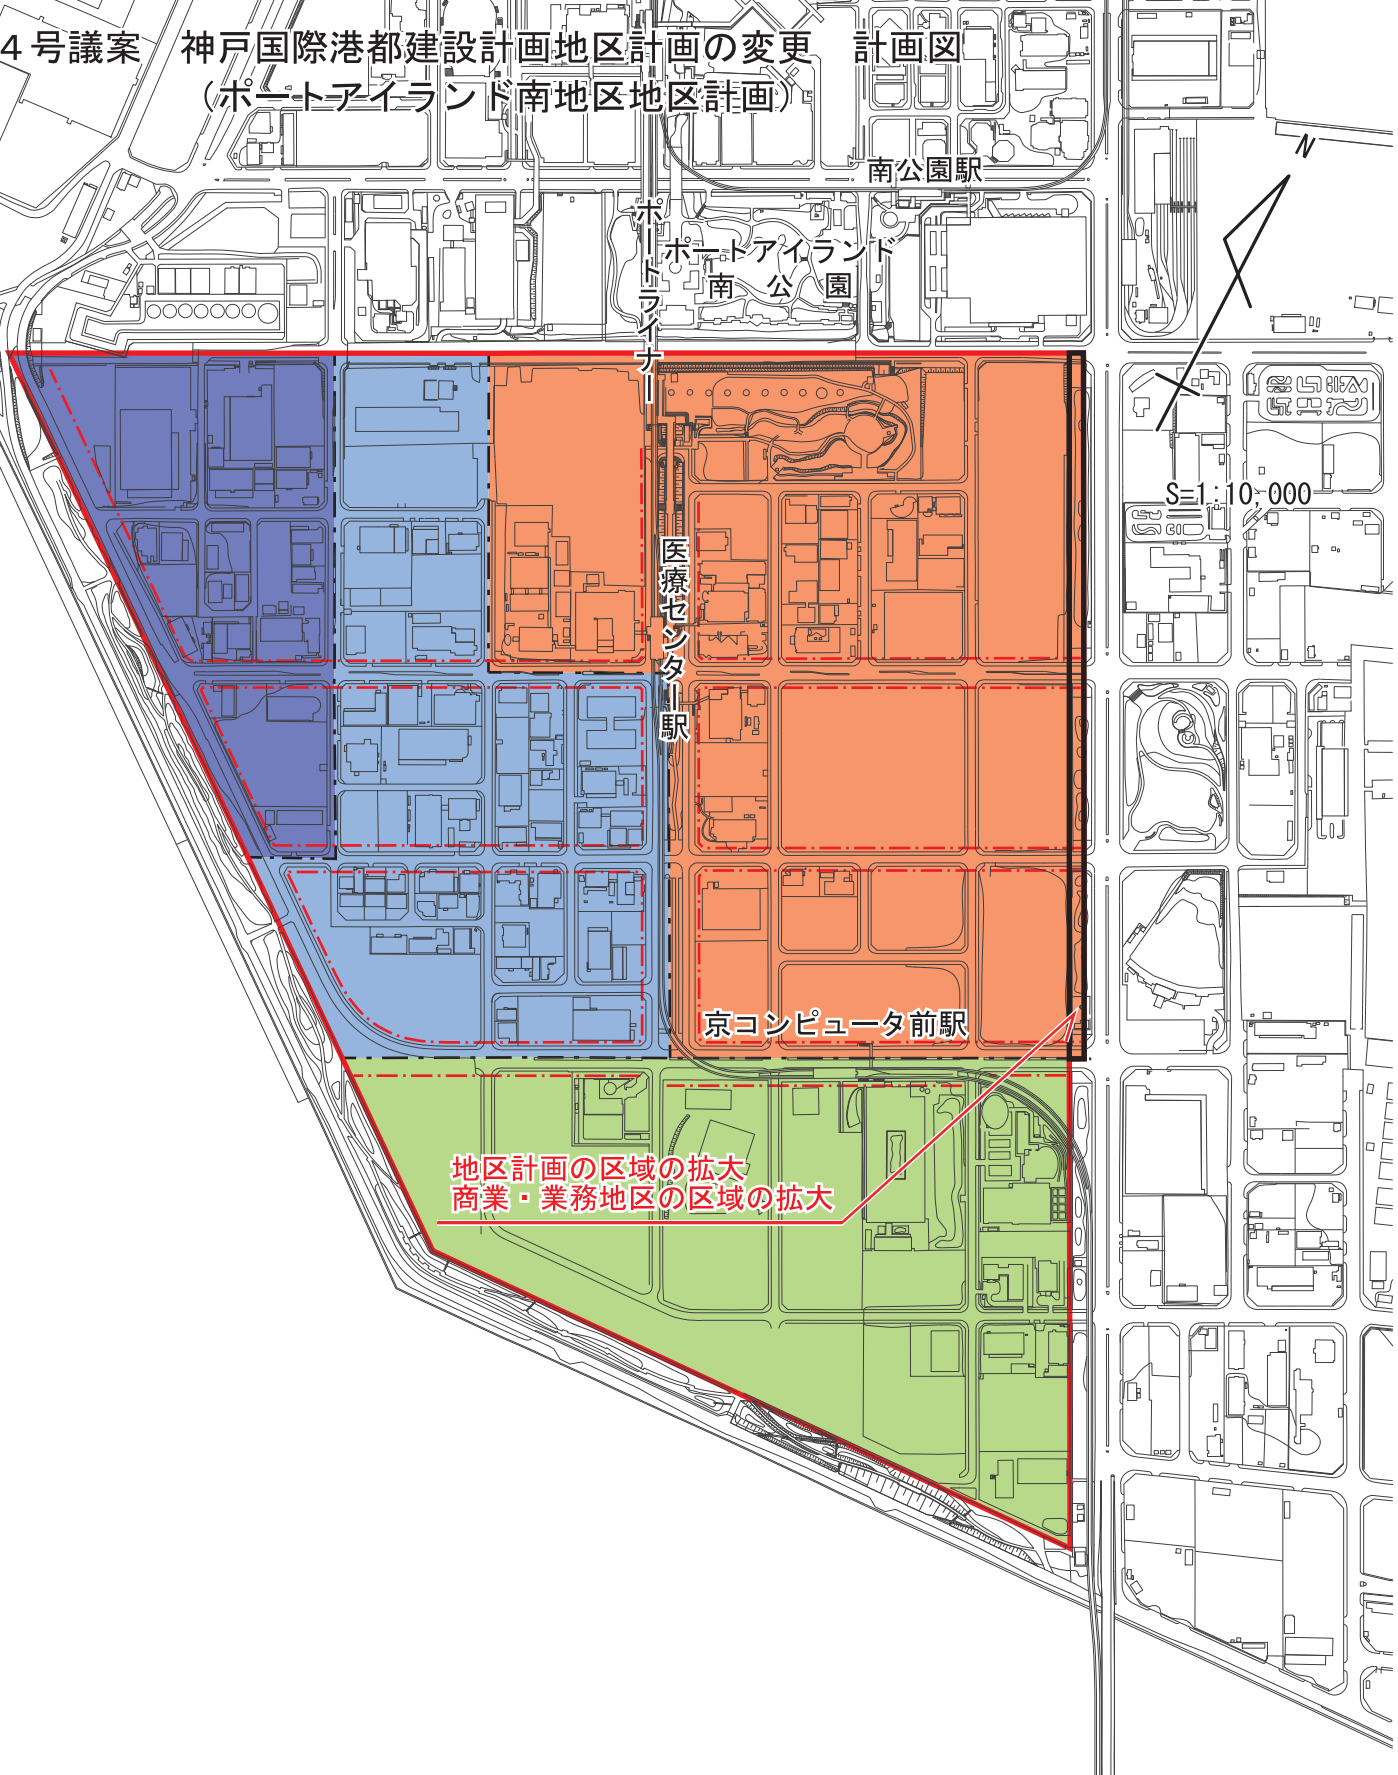 ４号議案　神戸国際港都建設計画地区計画の変更　計画図
（ポートアイランド南地区地区計画）
N
南公園駅
ポートライナー
ポートアイランド
南　公　園
S=1:10,000
医療センター駅
京コンピュータ前駅
地区計画の区域の拡大
商業・業務地区の区域の拡大